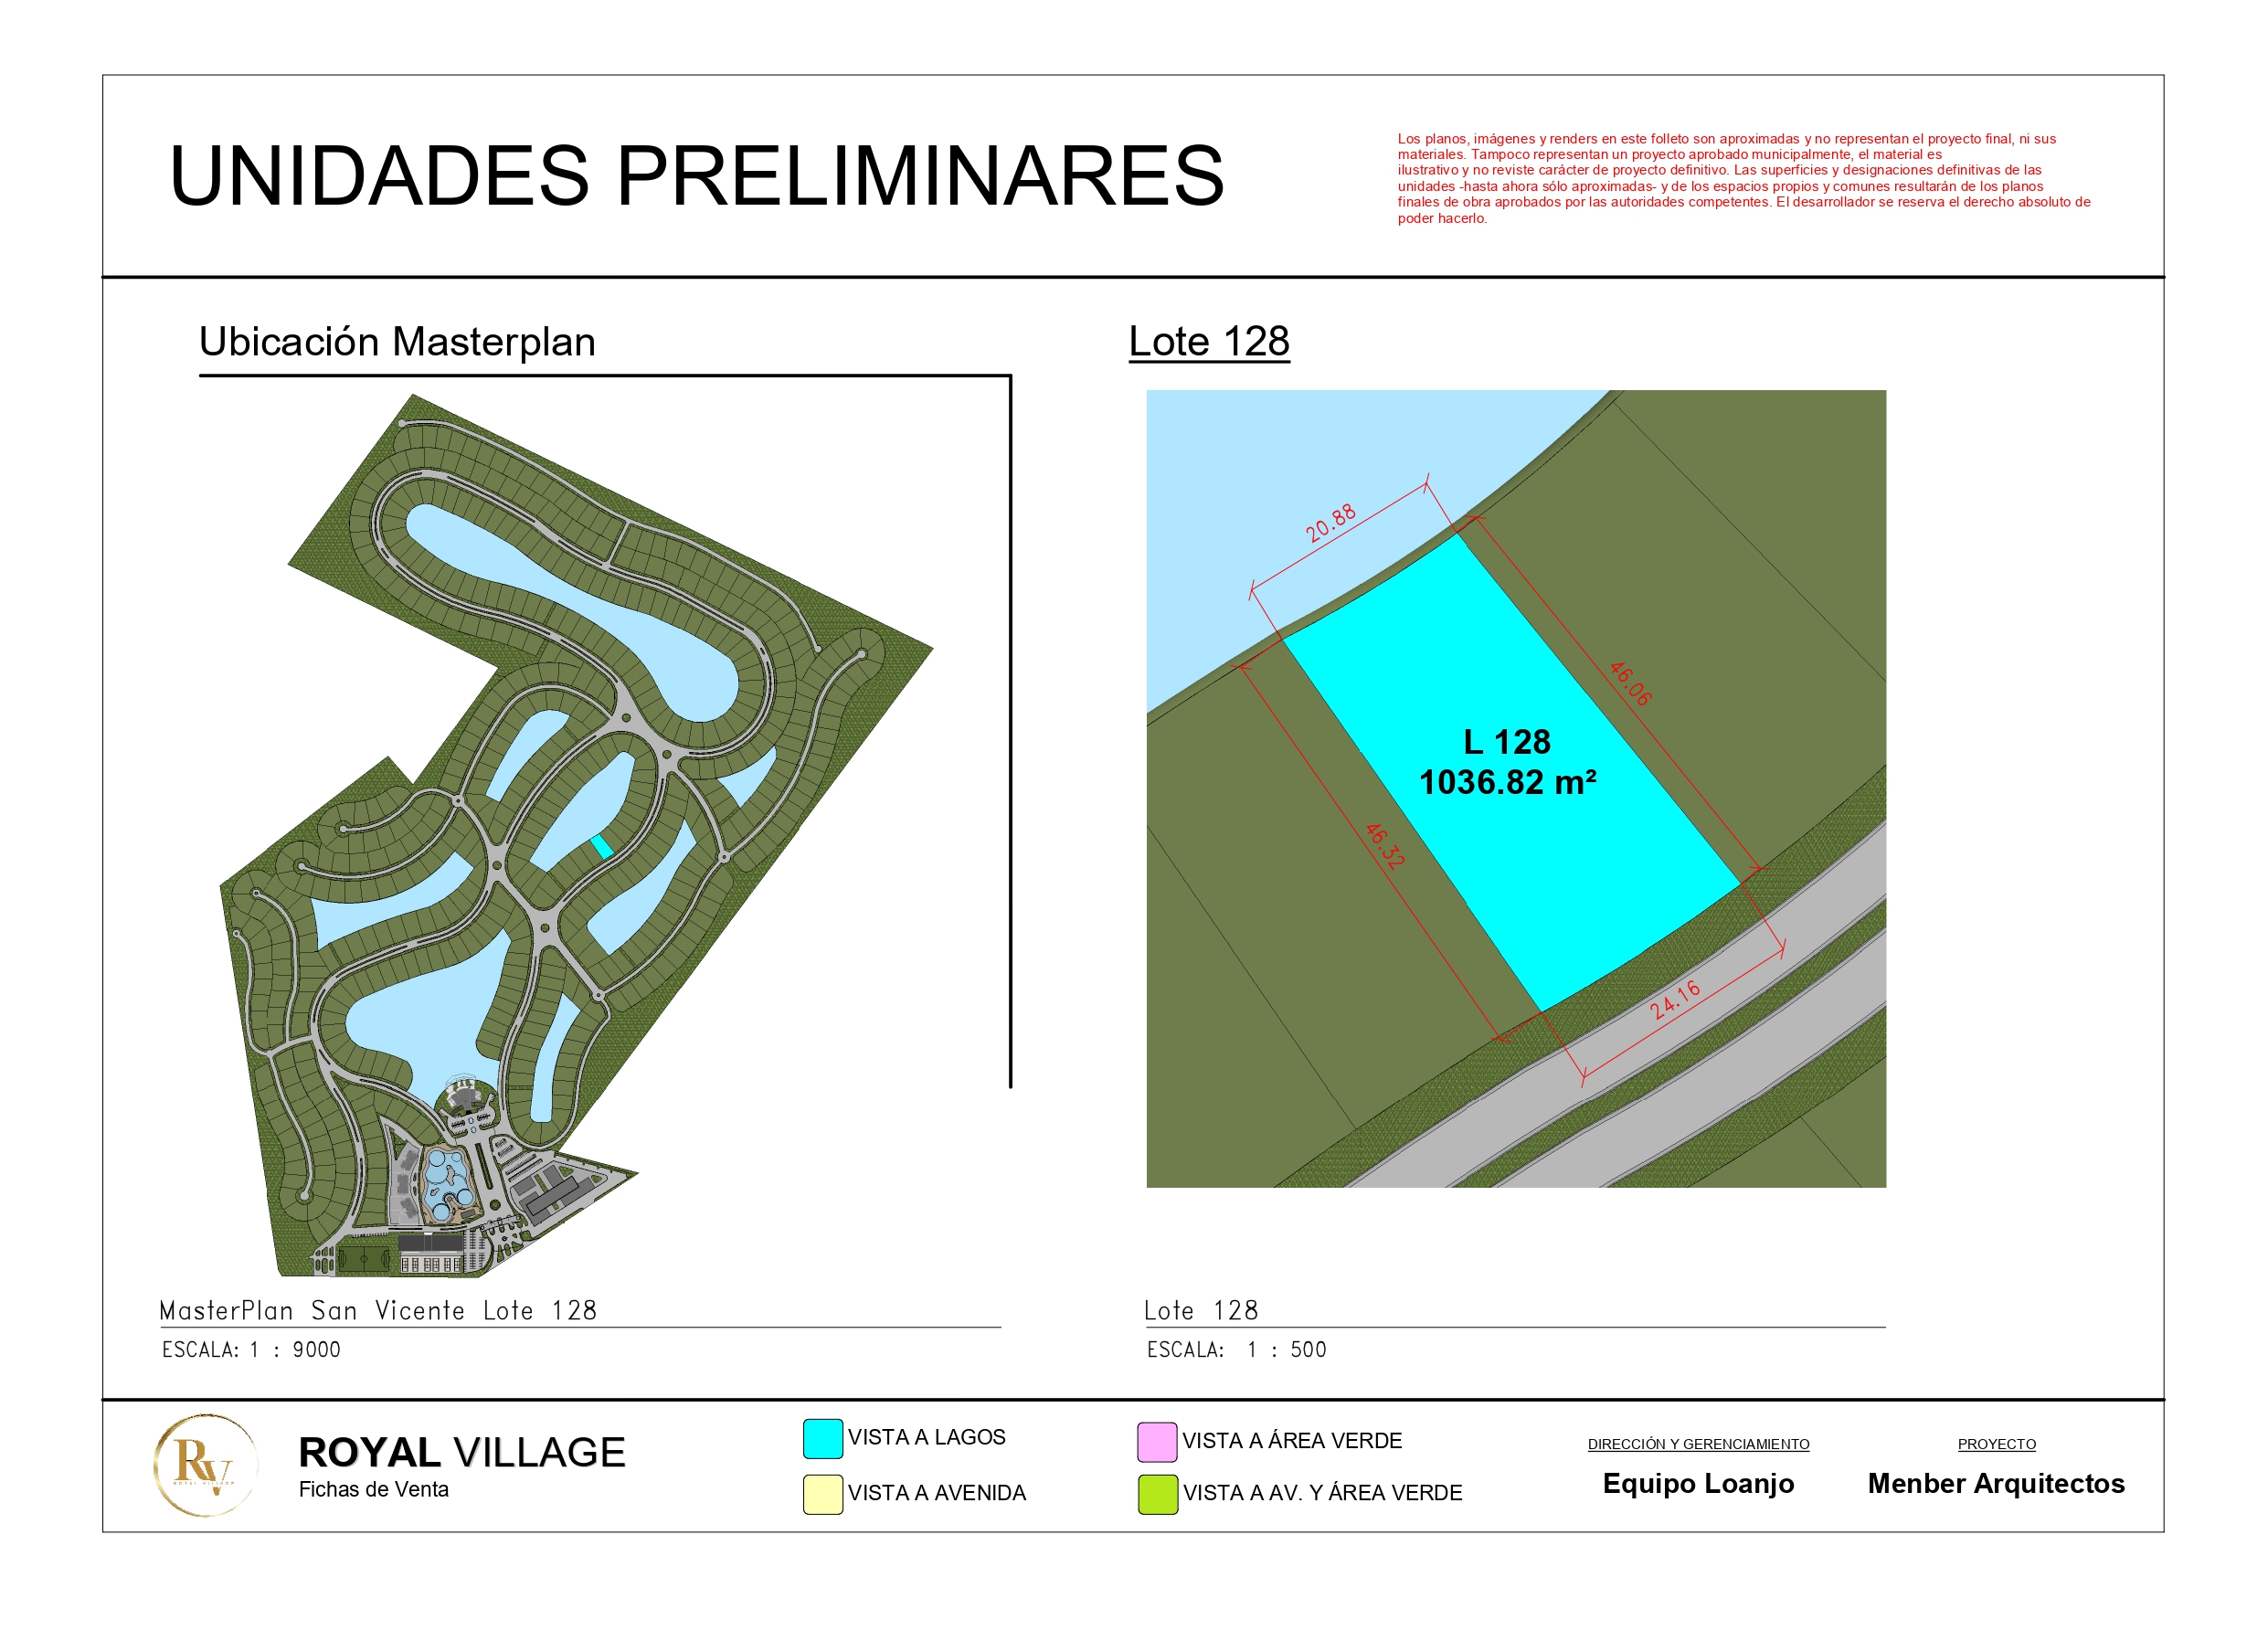 UNIDADES PRELIMINARES
Los planos, imágenes y renders en este folleto son aproximadas y no representan el proyecto final, ni sus
materiales. Tampoco representan un proyecto aprobado municipalmente, el material es
ilustrativo y no reviste carácter de proyecto definitivo. Las superficies y designaciones definitivas de las
unidades -hasta ahora sólo aproximadas- y de los espacios propios y comunes resultarán de los planos
finales de obra aprobados por las autoridades competentes. El desarrollador se reserva el derecho absoluto de
poder hacerlo.
Ubicación Masterplan
Lote 128
20.88
46.06
L 128
1036.82 m²
46.32
24.16
MasterPlan San Vicente Lote 128
ESCALA: 1 : 9000
Lote 128
ESCALA: 1 : 500
RV
ROYAL VILLAGE
ROYAL VILLAGE
Fichas de Venta
VISTA A LAGOS
VISTA A AVENIDA
VISTA A ÁREA VERDE
VISTA A AV. Y ÁREA VERDE
DIRECCIÓN Y GERENCIAMIENTO
Equipo Loanjo
PROYECTO
Menber Arquitectos